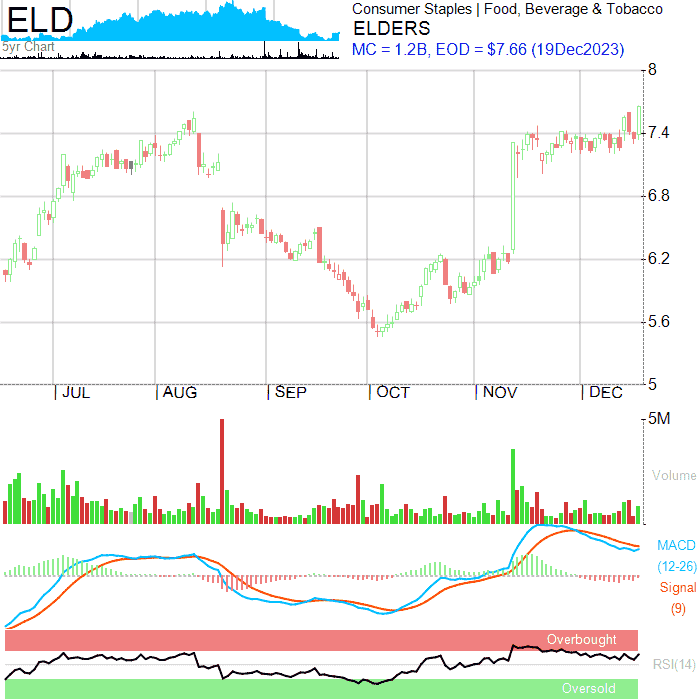 ELD
5yr Chart
Consumer Staples | Food, Beverage & Tobacco
ELDERS
MC = 1.2B, EOD = $7.66 (19Dec2023)
8
7.4
6.8
6.2
5.6
5
JUL AUG SEP OCT NOV DEC
5M
Volume
MACD
(12-26)
Signal
(9)
Overbought
RSI(14)
Oversold